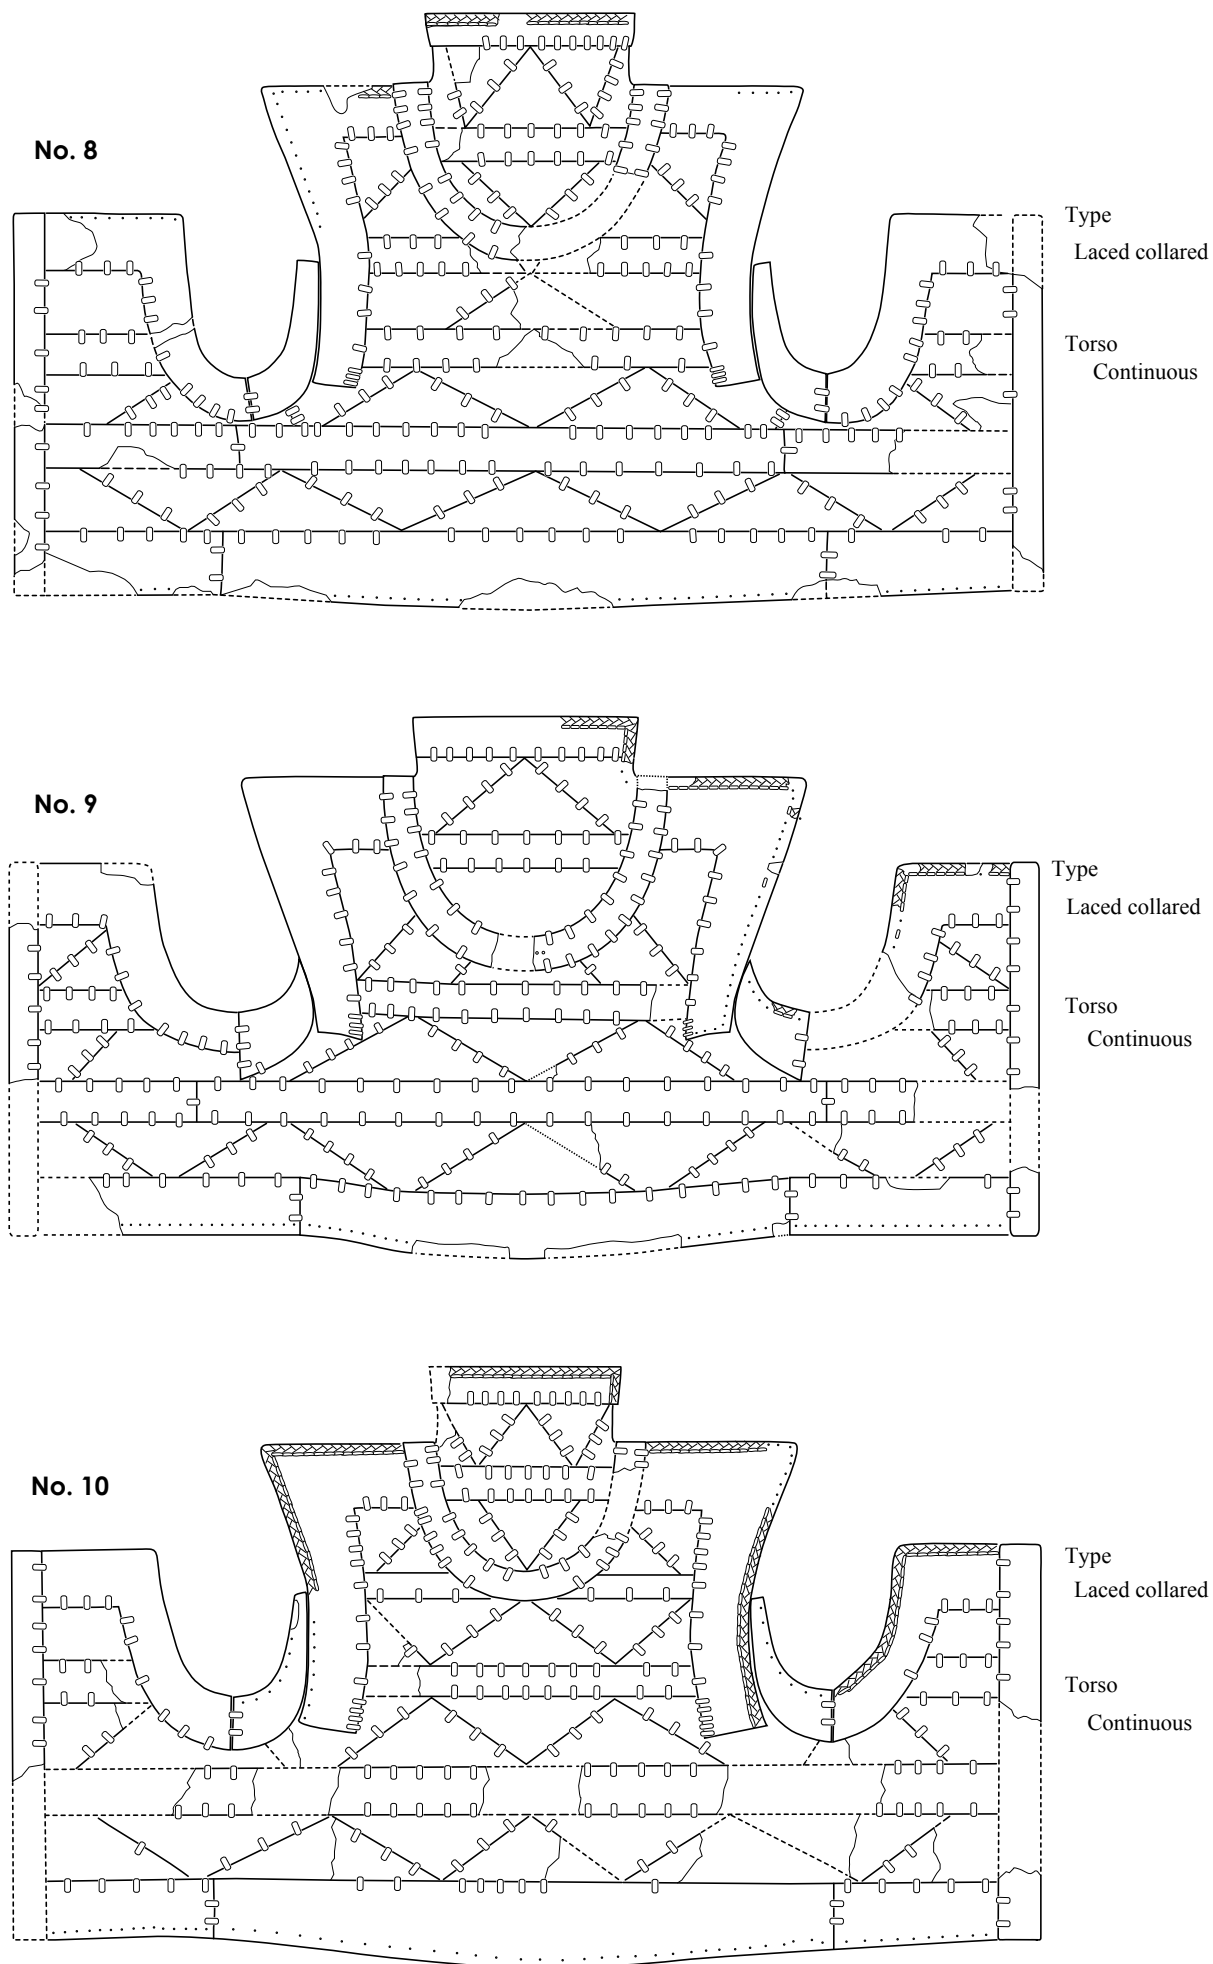 No. 8
Type
Laced collared
Torso
Continuous
No. 9
Type
Laced collared
Torso
Continuous
No. 10
Type
Laced collared
Torso
Continuous